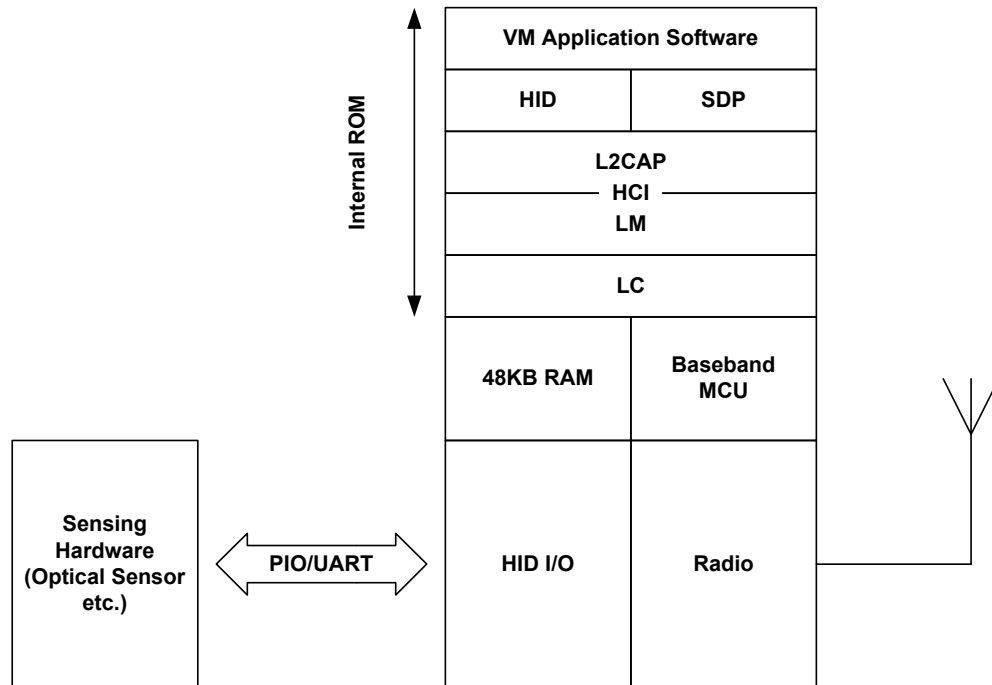 VM Application Software
HID
SDP
Internal ROM
L2CAP
HCI
LM
LC
48KB RAM
Baseband
MCU
Sensing
Hardware
(Optical Sensor
etc.)
PIO/UART
HID I/O
Radio